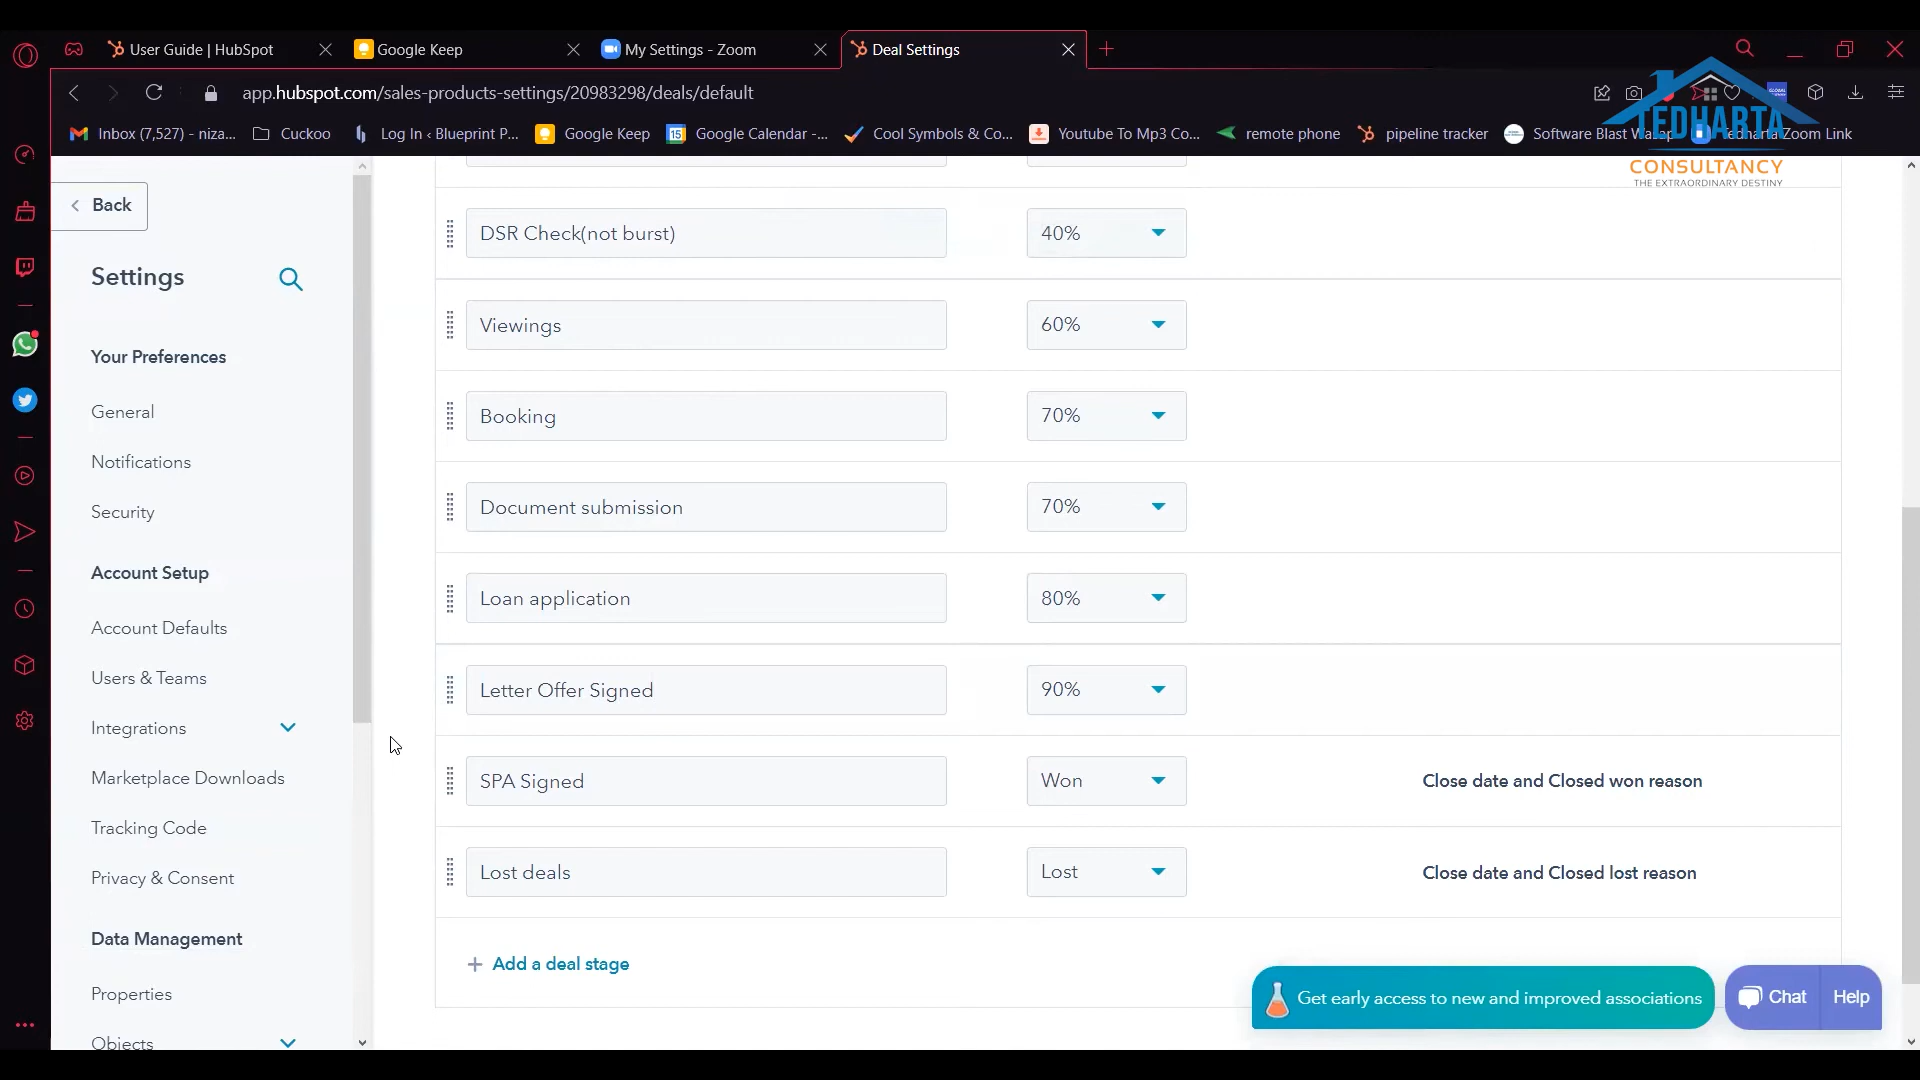 User Guide | HubSpot
Google Keep
My Settings - Zoom
Deal Settings
app.hubspot.com/sales-products-settings/20983298/deals/default
Inbox (7,527) - niza...
Cuckoo
Log In ‹ Blueprint P...
Google Keep
Google Calendar -...
Cool Symbols & Co...
Youtube To Mp3 Co...
remote phone
pipeline tracker
Software Blast Wasap
Tedharta Zoom Link
TEDHARTA
CONSULTANCY
THE EXTRAORDINARY DESTINY
Back
Settings
Your Preferences
General
Notifications
Security
Account Setup
Account Defaults
Users & Teams
Integrations
Marketplace Downloads
Tracking Code
Privacy & Consent
Data Management
Properties
Objects
DSR Check(not burst)
40%
Viewings
60%
Booking
70%
Document submission
70%
Loan application
80%
Letter Offer Signed
90%
SPA Signed
Won
Close date and Closed won reason
Lost deals
Lost
Close date and Closed lost reason
+ Add a deal stage
Get early access to new and improved associations
Chat
Help